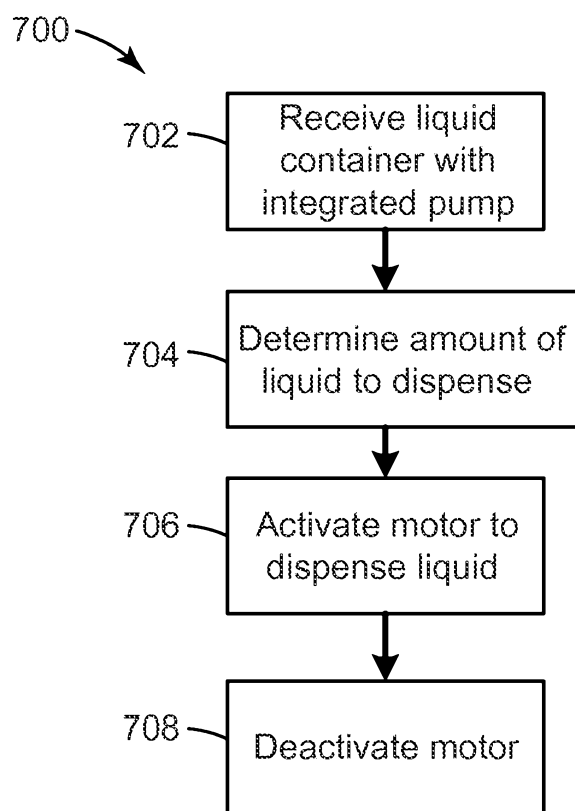 700
702
Receive liquid
container with
integrated pump
704
Determine amount of
liquid to dispense
706
Activate motor to
dispense liquid
708
Deactivate motor